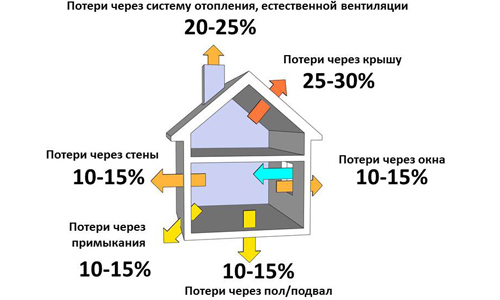 Потери через систему отопления, естественной вентиляции
20-25%
Потери через крышу
25-30%
Потери через стены
10-15%
Потери через окна
10-15%
Потери через
примыкания
10-15%
10-15%
Потери через пол/подвал